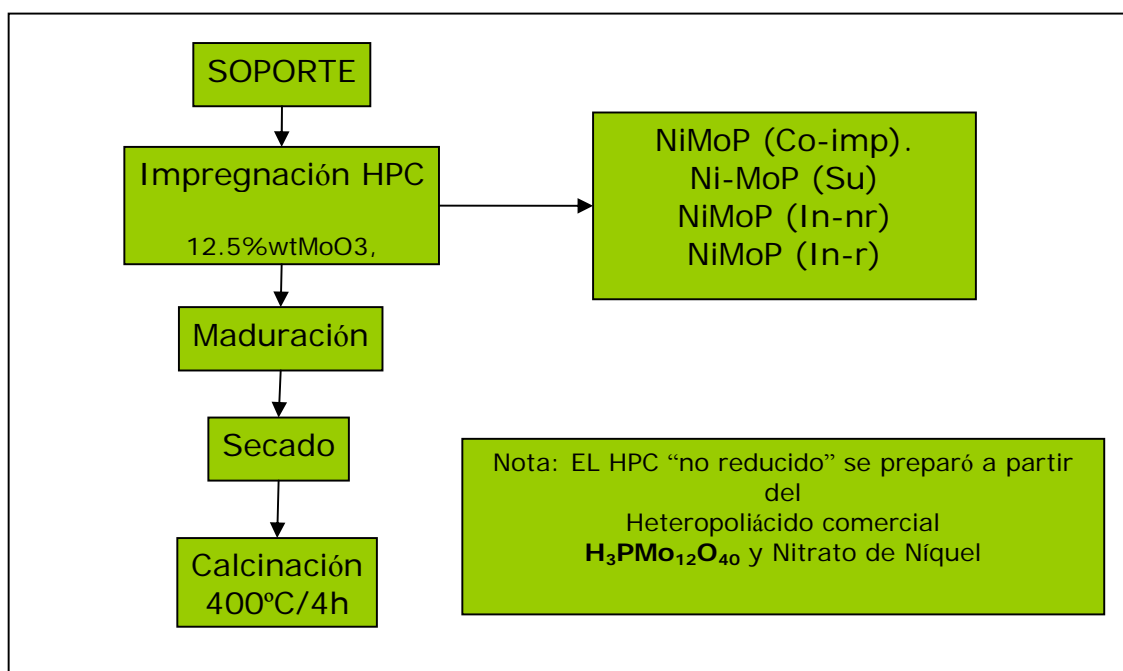 SOPORTE
Impregnación HPC
12.5%wtMoO3,
NiMoP (Co-imp).
Ni-MoP (Su)
NiMoP (In-nr)
NiMoP (In-r)
Maduración
Secado
Calcinación
400ºC/4h
Nota: EL HPC “no reducido” se preparó a partir
del
Heteropoliácido comercial
H₃PMo₁₂O₄₀ y Nitrato de Níquel